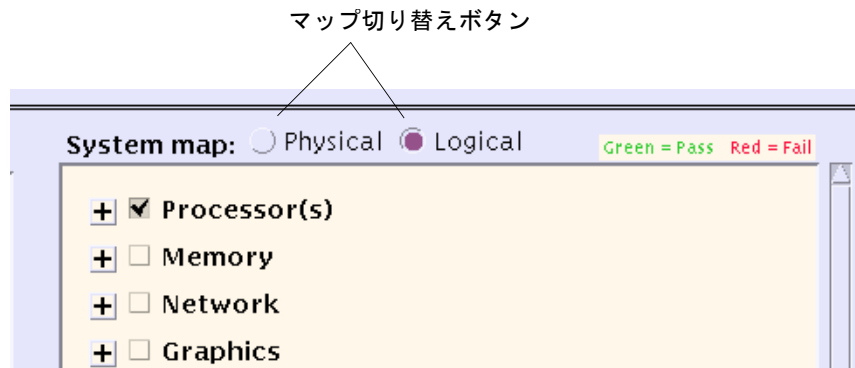 マップ切り替えボタン
System map: Physical Logical
Green = Pass Red = Fail
Processor(s)
Memory
Network
Graphics